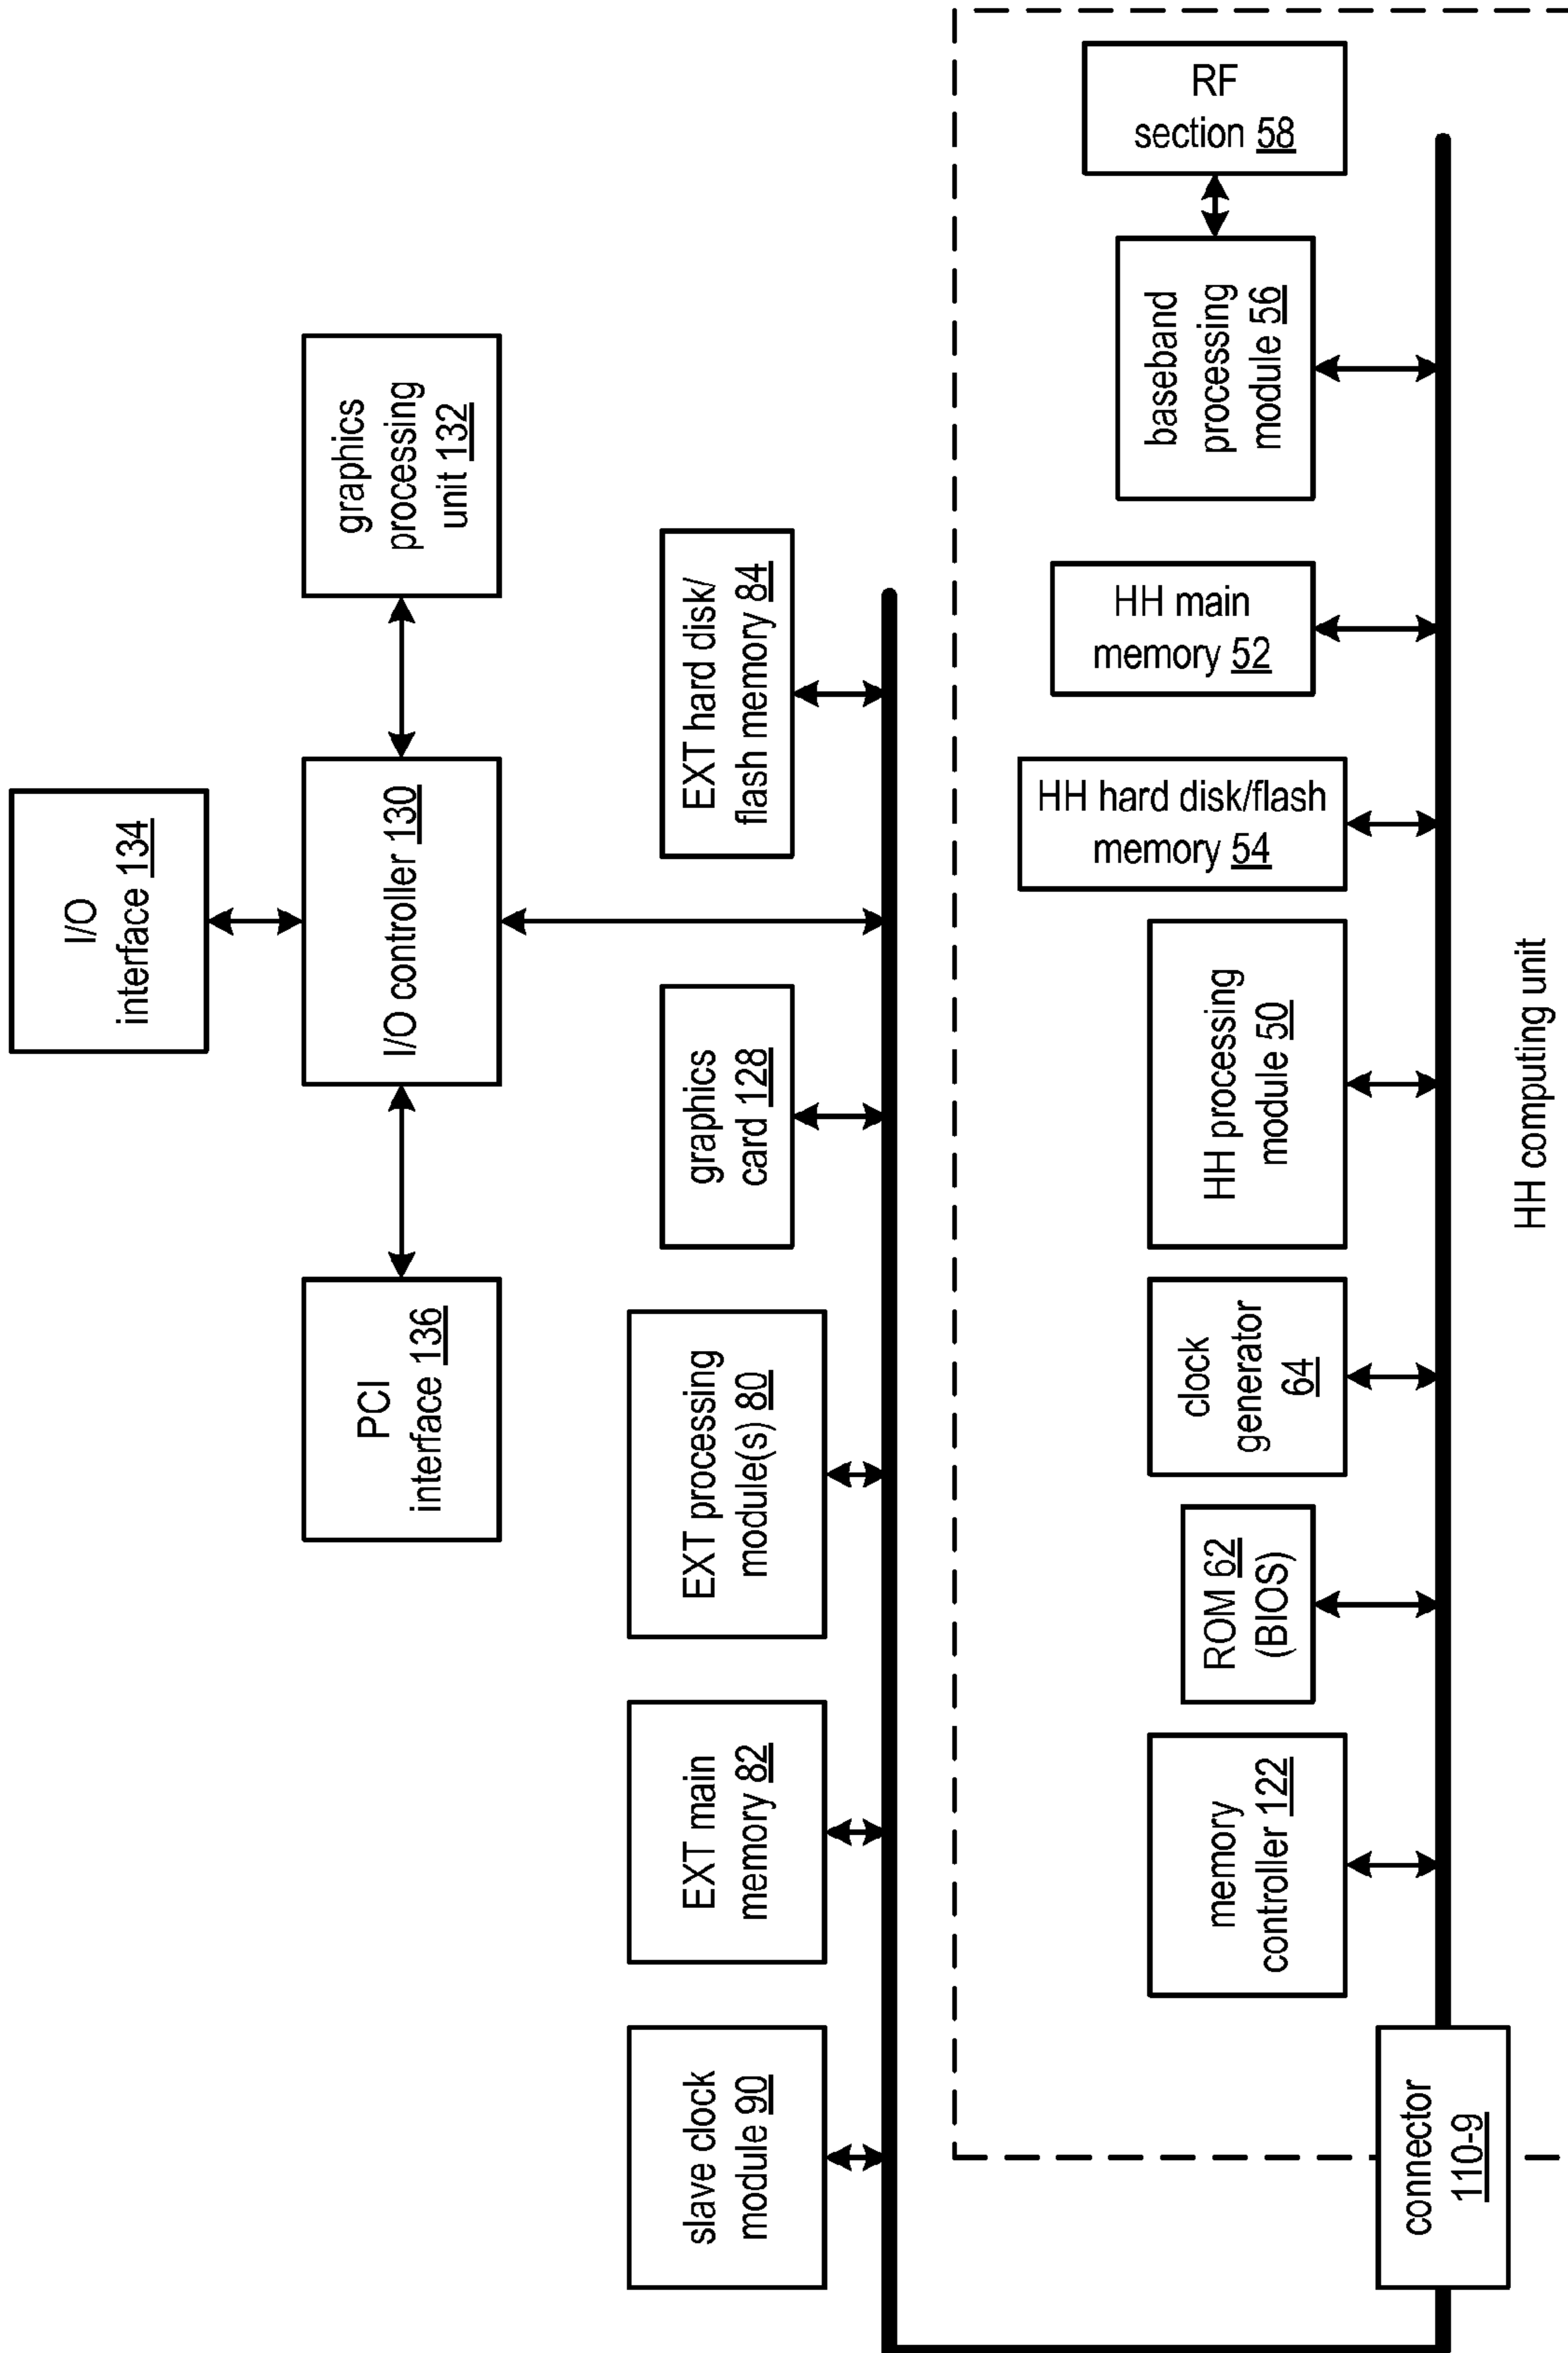 I/O
interface 134
PCI
interface 136
I/O controller 130
graphics
processing
unit 132
slave clock
module 90
EXT main
memory 82
EXT processing
module(s) 80
graphics
card 128
EXT hard disk/
flash memory 84
connector
110-9
memory
controller 122
ROM 62
(BIOS)
clock
generator
64
HH processing
module 50
HH hard disk/flash
memory 54
HH main
memory 52
baseband
processing
module 56
RF
section 58
HH computing unit